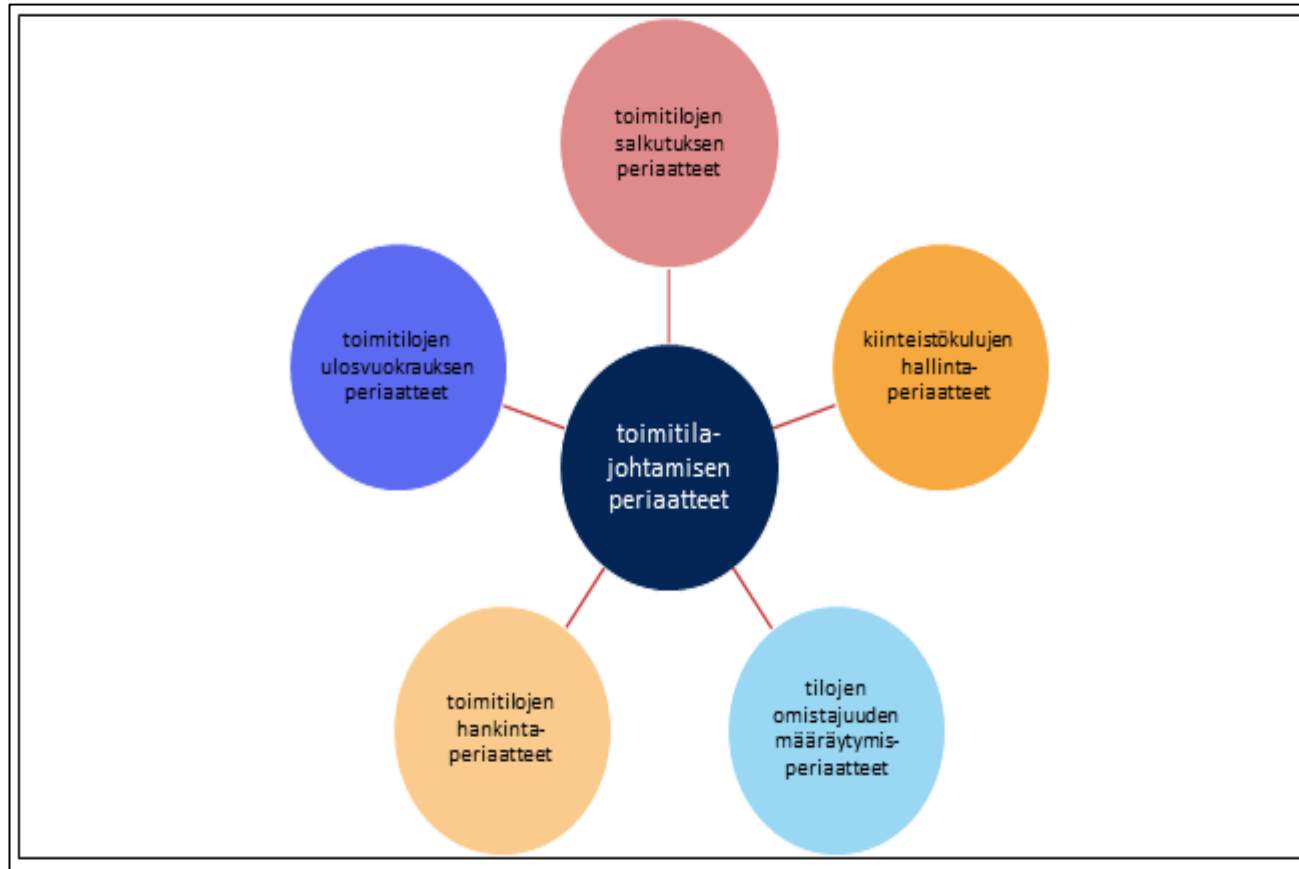 toimitilojen
salkutuksen
periaatteet
toimitilojen
ulosvuokrauksen
periaatteet
kiinteistökulujen
hallinta-
periaatteet
toimitila-
johtamisen
periaatteet
toimitilojen
hankinta-
periaatteet
tilojen
omistajuuden
määräytymis-
periaatteet